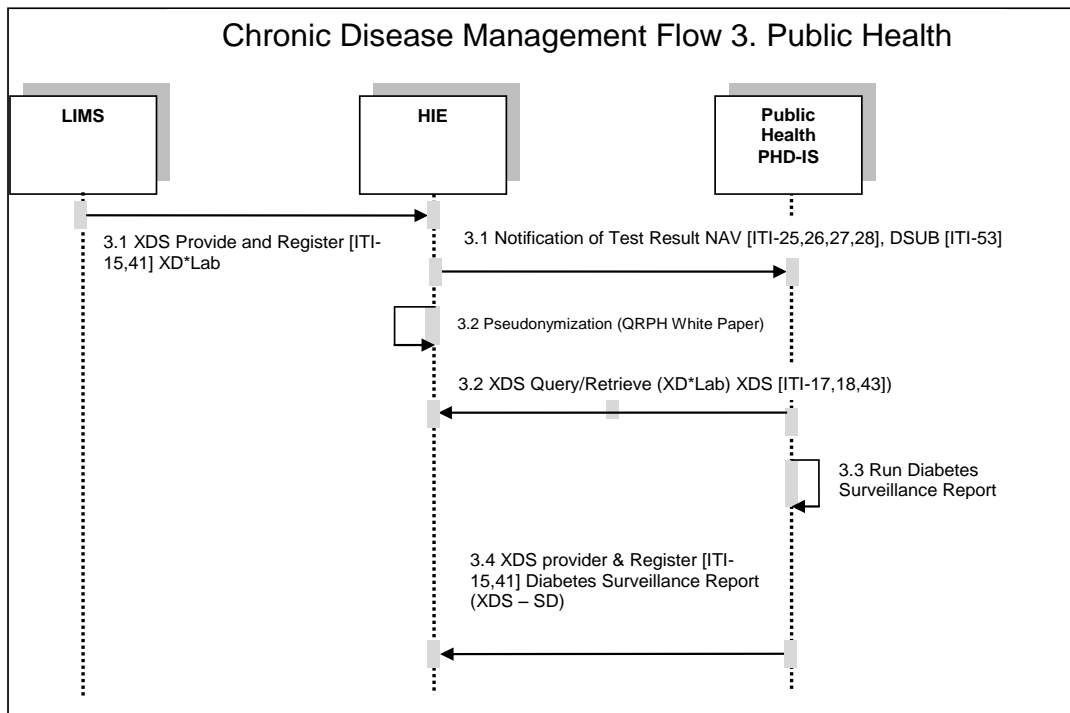 Chronic Disease Management Flow 3. Public Health
LIMS
HIE
Public
Health
PHD-IS
3.1 XDS Provide and Register [ITI-
15,41] XD*Lab
3.1 Notification of Test Result NAV [ITI-25,26,27,28], DSUB [ITI-53]
3.2 Pseudonymization (QRPH White Paper)
3.2 XDS Query/Retrieve (XD*Lab) XDS [ITI-17,18,43])
3.3 Run Diabetes
Surveillance Report
3.4 XDS provider & Register [ITI-
15,41] Diabetes Surveillance Report
(XDS – SD)